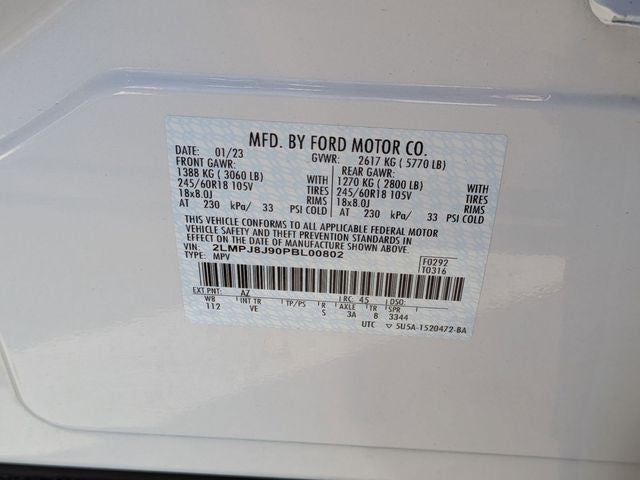 MFD. BY FORD MOTOR CO.
DATE: 01/23 GVWR: 2617 KG ( 5770 LB)
FRONT GAWR: REAR GAWR:
1388 KG ( 3060 LB) WITH 1270 KG ( 2800 LB) WITH
245/60R18 105V TIRES 245/60R18 105V TIRES
18x8.0J RIMS 18x8.0J RIMS
AT 230 kPa/ 33 PSI COLD AT 230 kPa/ 33 PSI COLD
THIS VEHICLE CONFORMS TO ALL APPLICABLE FEDERAL MOTOR
VEHICLE SAFETY AND THEFT PREVENTION STANDARDS IN
EFFECT ON THE DATE OF MANUFACTURE SHOWN ABOVE.
VIN: 2LMPJ8J90PBL00802 F0292
TYPE: MPV T0316
EXT PNT: AZ RC: 45 DSO:
WB INT TR TP/PS R AXLE TR SPR
112 VE S 3A 8 3344
UTC 5U5A-1520472-BA